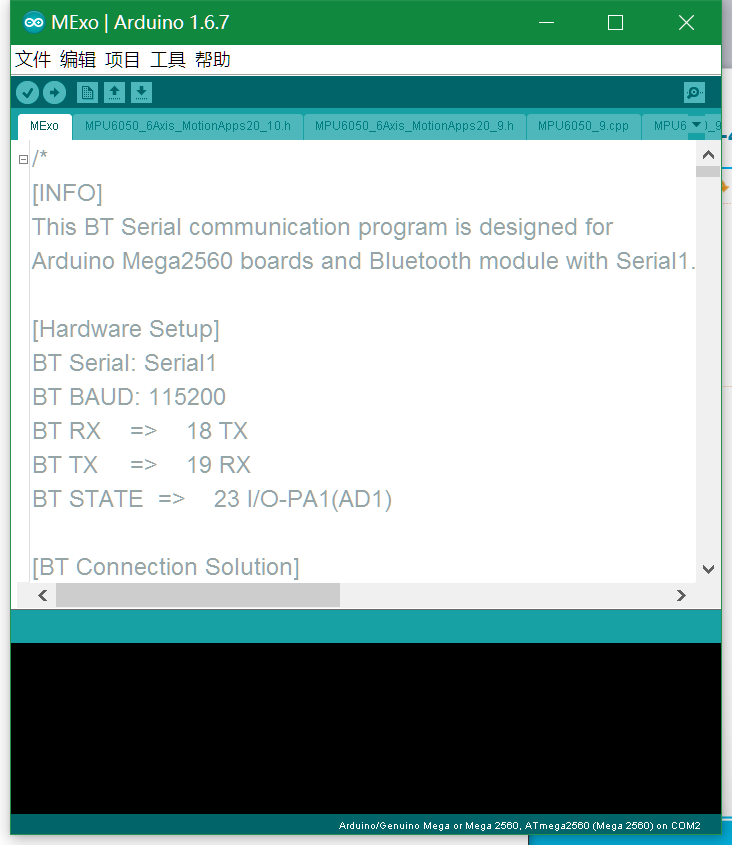 MExo | Arduino 1.6.7
文件 编辑 项目 工具 帮助
MExo MPU6050_6Axis_MotionApps20_10.h MPU6050_6Axis_MotionApps20_9.h MPU6050_9.cpp MPU6
/*
[INFO]
This BT Serial communication program is designed for
Arduino Mega2560 boards and Bluetooth module with Serial1.
[Hardware Setup]
BT Serial: Serial1
BT BAUD: 115200
BT RX => 18 TX
BT TX => 19 RX
BT STATE => 23 I/O-PA1(AD1)
[BT Connection Solution]
Arduino/Genuino Mega or Mega 2560, ATmega2560 (Mega 2560) on COM2